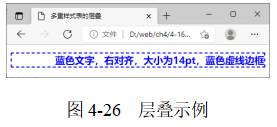 多重样式表的层叠
文件 D:/web/ch4/4-16...
蓝色文字，右对齐，大小为14pt，蓝色虚线边框
图 4-26 层叠示例